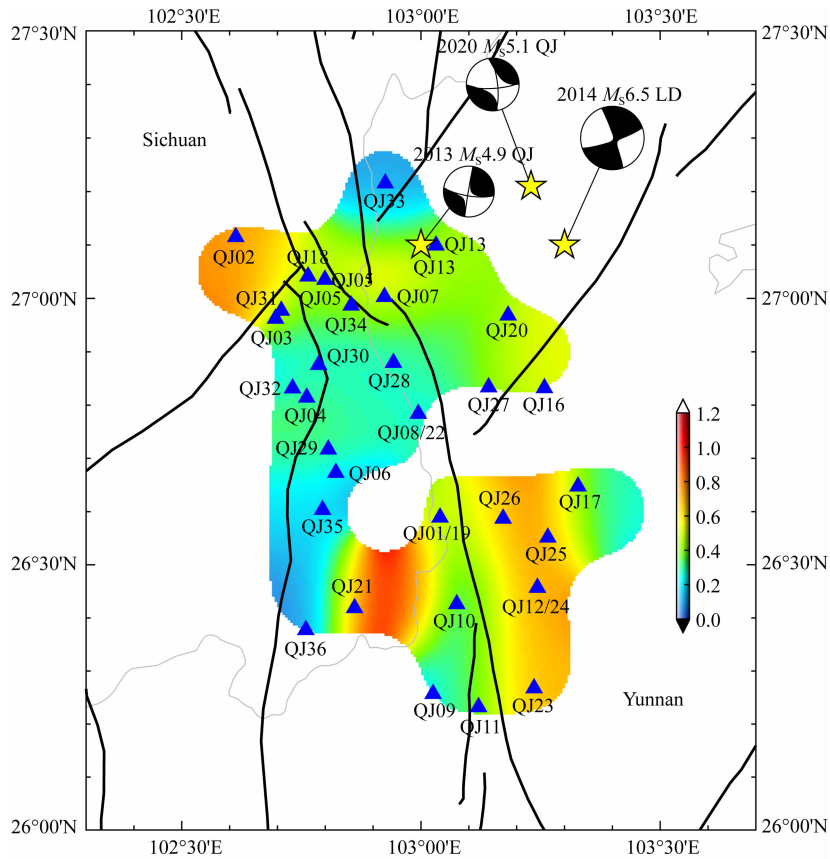 102°30′E 103°00′E 103°30′E
27°30′N 27°30′N
2020 MS5.1 QJ
2014 MS6.5 LD
Sichuan
2013 MS4.9 QJ
QJ33
QJ02
QJ18
QJ13
QJ13
QJ05
QJ31 QJ05 QJ07
27°00′N 27°00′N
QJ34
QJ20
QJ03
QJ30
QJ28
QJ32
QJ04
QJ27 QJ16
QJ08/22
1.2
QJ29
1.0
QJ06
0.8
QJ26 QJ17
0.6
QJ35
QJ01/19
QJ25
0.4
26°30′N 26°30′N
0.2
QJ21
QJ12/24
0.0
QJ10
QJ36
QJ09
QJ23
Yunnan
QJ11
26°00′N 26°00′N
102°30′E 103°00′E 103°30′E